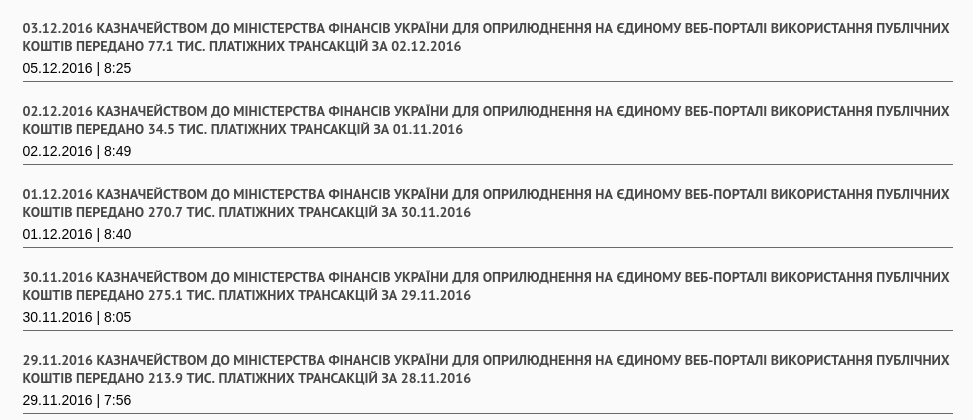 03.12.2016 КАЗНАЧЕЙСТВОМ ДО МІНІСТЕРСТВА ФІНАНСІВ УКРАЇНИ ДЛЯ ОПРИЛЮДНЕННЯ НА ЄДИНОМУ ВЕБ-ПОРТАЛІ ВИКОРИСТАННЯ ПУБЛІЧНИХ
КОШТІВ ПЕРЕДАНО 77.1 ТИС. ПЛАТІЖНИХ ТРАНСАКЦІЙ ЗА 02.12.2016
05.12.2016 | 8:25
02.12.2016 КАЗНАЧЕЙСТВОМ ДО МІНІСТЕРСТВА ФІНАНСІВ УКРАЇНИ ДЛЯ ОПРИЛЮДНЕННЯ НА ЄДИНОМУ ВЕБ-ПОРТАЛІ ВИКОРИСТАННЯ ПУБЛІЧНИХ
КОШТІВ ПЕРЕДАНО 34.5 ТИС. ПЛАТІЖНИХ ТРАНСАКЦІЙ ЗА 01.11.2016
02.12.2016 | 8:49
01.12.2016 КАЗНАЧЕЙСТВОМ ДО МІНІСТЕРСТВА ФІНАНСІВ УКРАЇНИ ДЛЯ ОПРИЛЮДНЕННЯ НА ЄДИНОМУ ВЕБ-ПОРТАЛІ ВИКОРИСТАННЯ ПУБЛІЧНИХ
КОШТІВ ПЕРЕДАНО 270.7 ТИС. ПЛАТІЖНИХ ТРАНСАКЦІЙ ЗА 30.11.2016
01.12.2016 | 8:40
30.11.2016 КАЗНАЧЕЙСТВОМ ДО МІНІСТЕРСТВА ФІНАНСІВ УКРАЇНИ ДЛЯ ОПРИЛЮДНЕННЯ НА ЄДИНОМУ ВЕБ-ПОРТАЛІ ВИКОРИСТАННЯ ПУБЛІЧНИХ
КОШТІВ ПЕРЕДАНО 275.1 ТИС. ПЛАТІЖНИХ ТРАНСАКЦІЙ ЗА 29.11.2016
30.11.2016 | 8:05
29.11.2016 КАЗНАЧЕЙСТВОМ ДО МІНІСТЕРСТВА ФІНАНСІВ УКРАЇНИ ДЛЯ ОПРИЛЮДНЕННЯ НА ЄДИНОМУ ВЕБ-ПОРТАЛІ ВИКОРИСТАННЯ ПУБЛІЧНИХ
КОШТІВ ПЕРЕДАНО 213.9 ТИС. ПЛАТІЖНИХ ТРАНСАКЦІЙ ЗА 28.11.2016
29.11.2016 | 7:56